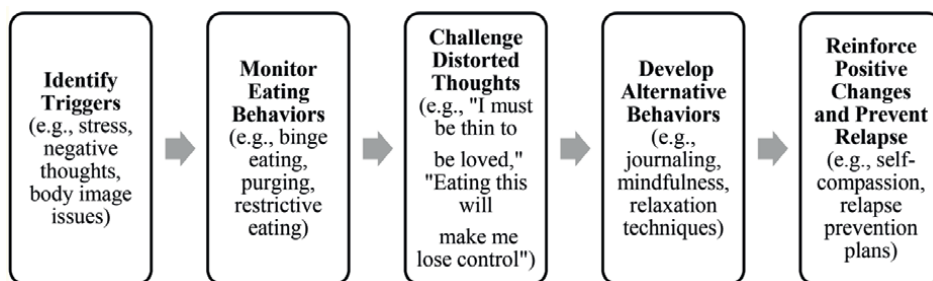 Identify
Triggers
(e.g., stress,
negative
thoughts,
body image
issues)
Monitor
Eating
Behaviors
(e.g., binge
eating,
purging,
restrictive
eating)
Challenge
Distorted
Thoughts
(e.g., "I must
be thin to
be loved,"
"Eating this
will
make me
lose control")
Develop
Alternative
Behaviors
(e.g.,
journaling,
mindfulness,
relaxation
techniques)
Reinforce
Positive
Changes
and Prevent
Relapse
(e.g., self-
compassion,
relapse
prevention
plans)